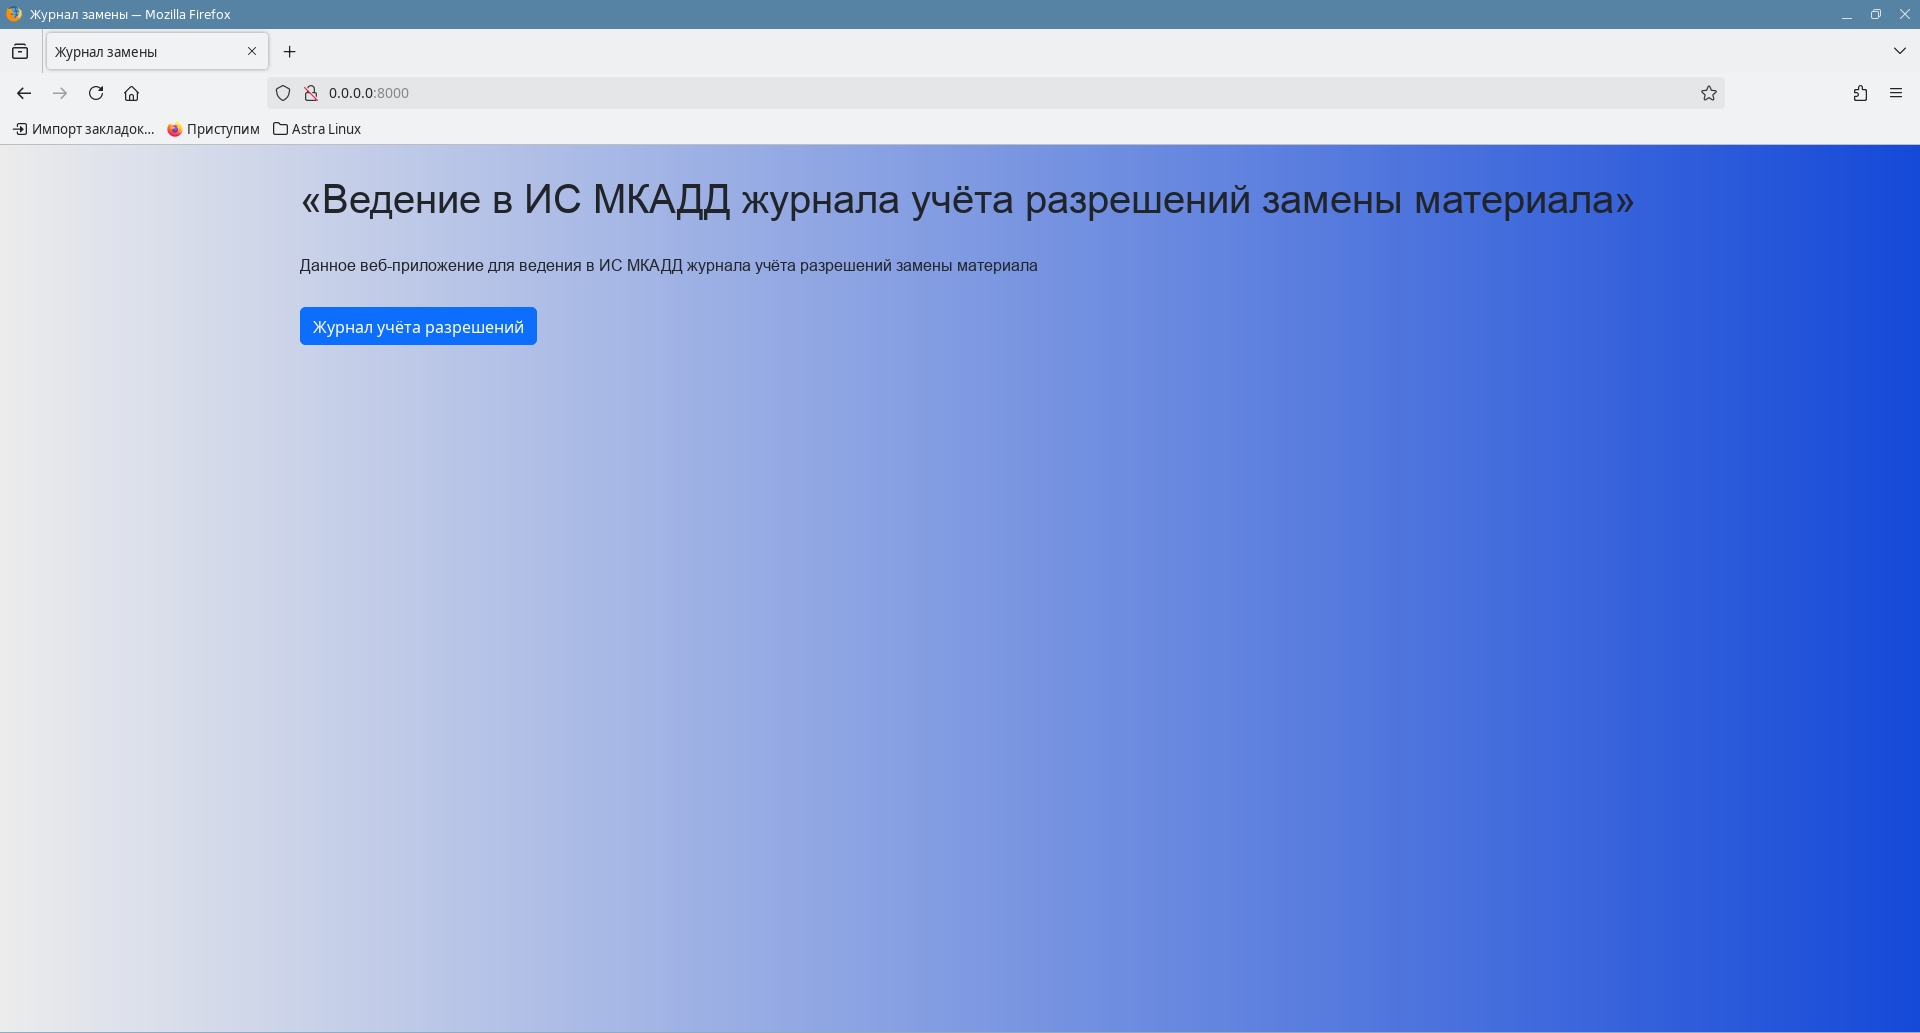 Журнал замены — Mozilla Firefox
Журнал замены
0.0.0.0:8000
Импорт закладок...
Приступим
Astra Linux
«Ведение в ИС МКАДД журнала учёта разрешений замены материала»
Данное веб-приложение для ведения в ИС МКАДД журнала учёта разрешений замены материала
Журнал учёта разрешений